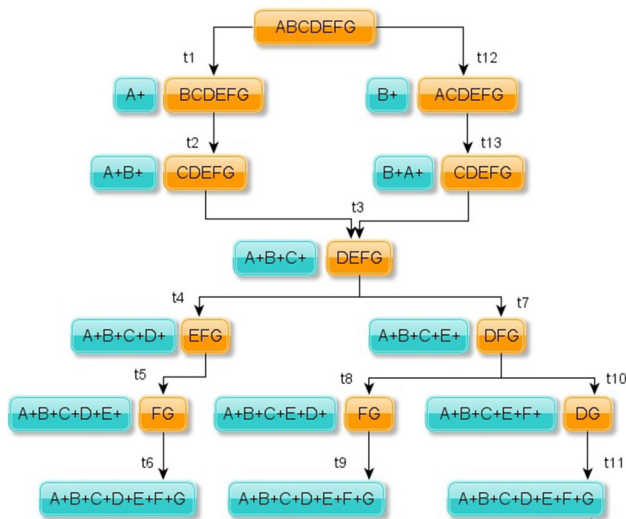 ABCDEFG
t1
t12
A+
BCDEFG
B+
ACDEFG
t2
t13
A+B+
CDEFG
B+A+
CDEFG
t3
A+B+C+
DEFG
t4
t7
A+B+C+D+
EFG
A+B+C+E+
DFG
t5
t8
t10
A+B+C+D+E+
FG
A+B+C+E+D+
FG
A+B+C+E+F+
DG
t6
t9
t11
A+B+C+D+E+F+G
A+B+C+D+E+F+G
A+B+C+D+E+F+G